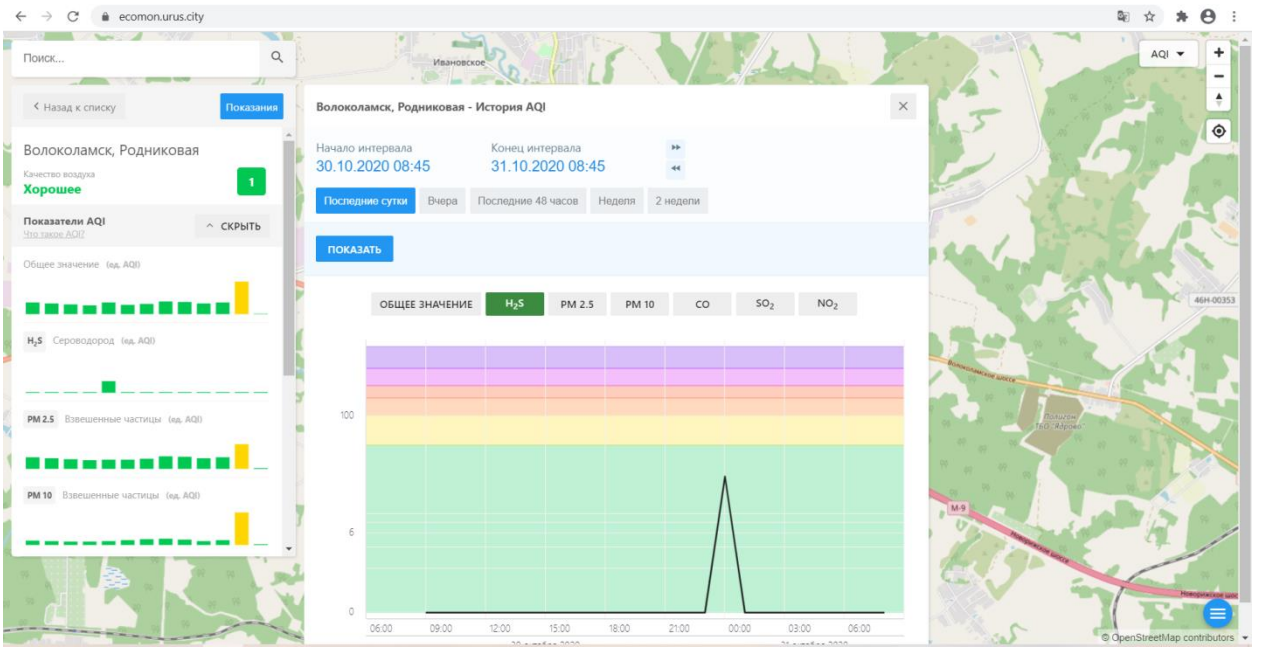 ecomon.urus.city
Поиск...
Ивановское
AQI
Назад к списку
Показания
Волоколамск, Родниковая
Качество воздуха
Хорошее
1
Показатели AQI
Что такое AQI?
СКРЫТЬ
Общее значение (ед. AQI)
H₂S Сероводород (ед. AQI)
PM 2.5 Взвешенные частицы (ед. AQI)
PM 10 Взвешенные частицы (ед. AQI)
Волоколамск, Родниковая - История AQI
Начало интервала
30.10.2020 08:45
Конец интервала
31.10.2020 08:45
Последние сутки
Вчера
Последние 48 часов
Неделя
2 недели
ПОКАЗАТЬ
ОБЩЕЕ ЗНАЧЕНИЕ
H₂S
PM 2.5
PM 10
CO
SO₂
NO₂
100
6
0
06:00 09:00 12:00 15:00 18:00 21:00 00:00 03:00 06:00
46Н-00353
Волоколамское шоссе
Полигон
ТБО "Ядрово"
М-9
Новорижское шоссе
© OpenStreetMap contributors